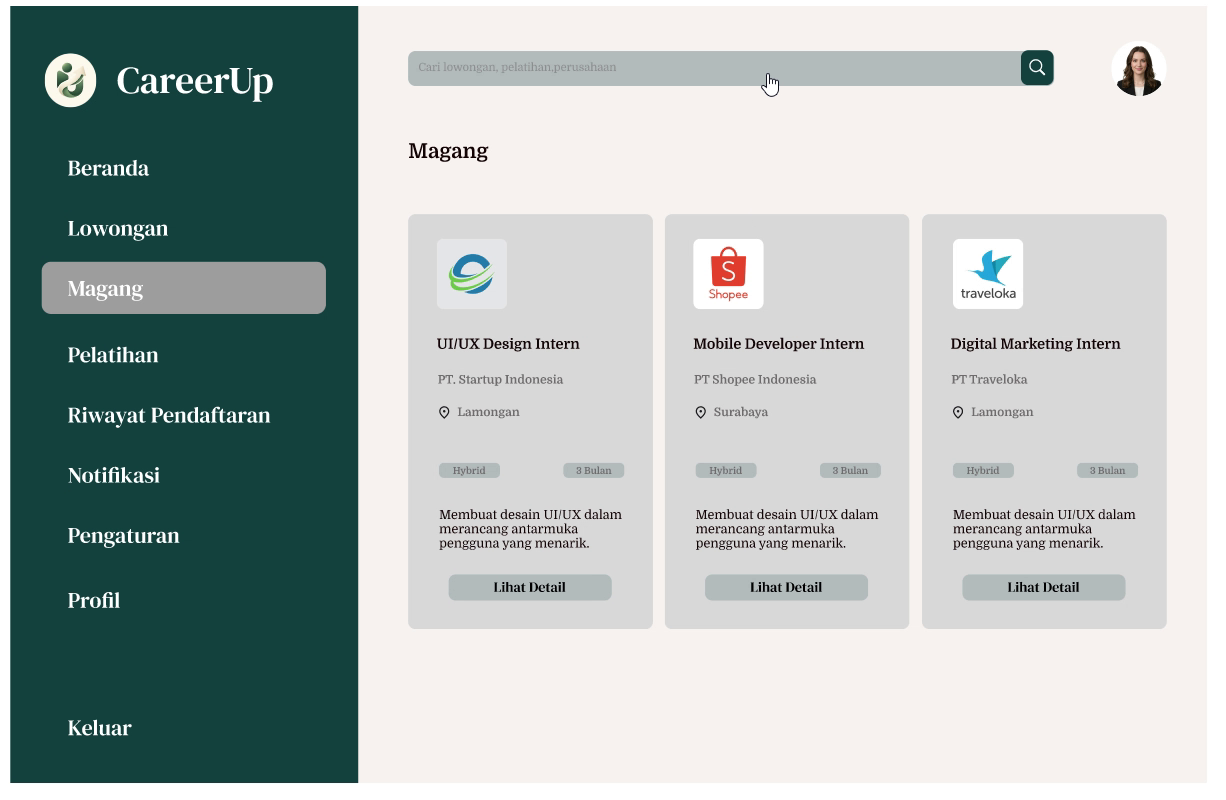 CareerUp
Beranda
Lowongan
Magang
Pelatihan
Riwayat Pendaftaran
Notifikasi
Pengaturan
Profil
Keluar
Cari lowongan, pelatihan,perusahaan
Magang
UI/UX Design Intern
PT. Startup Indonesia
Lamongan
Hybrid
3 Bulan
Membuat desain UI/UX dalam
merancang antarmuka
pengguna yang menarik.
Lihat Detail
S
Shopee
Mobile Developer Intern
PT Shopee Indonesia
Surabaya
Hybrid
3 Bulan
Membuat desain UI/UX dalam
merancang antarmuka
pengguna yang menarik.
Lihat Detail
traveloka
Digital Marketing Intern
PT Traveloka
Lamongan
Hybrid
3 Bulan
Membuat desain UI/UX dalam
merancang antarmuka
pengguna yang menarik.
Lihat Detail